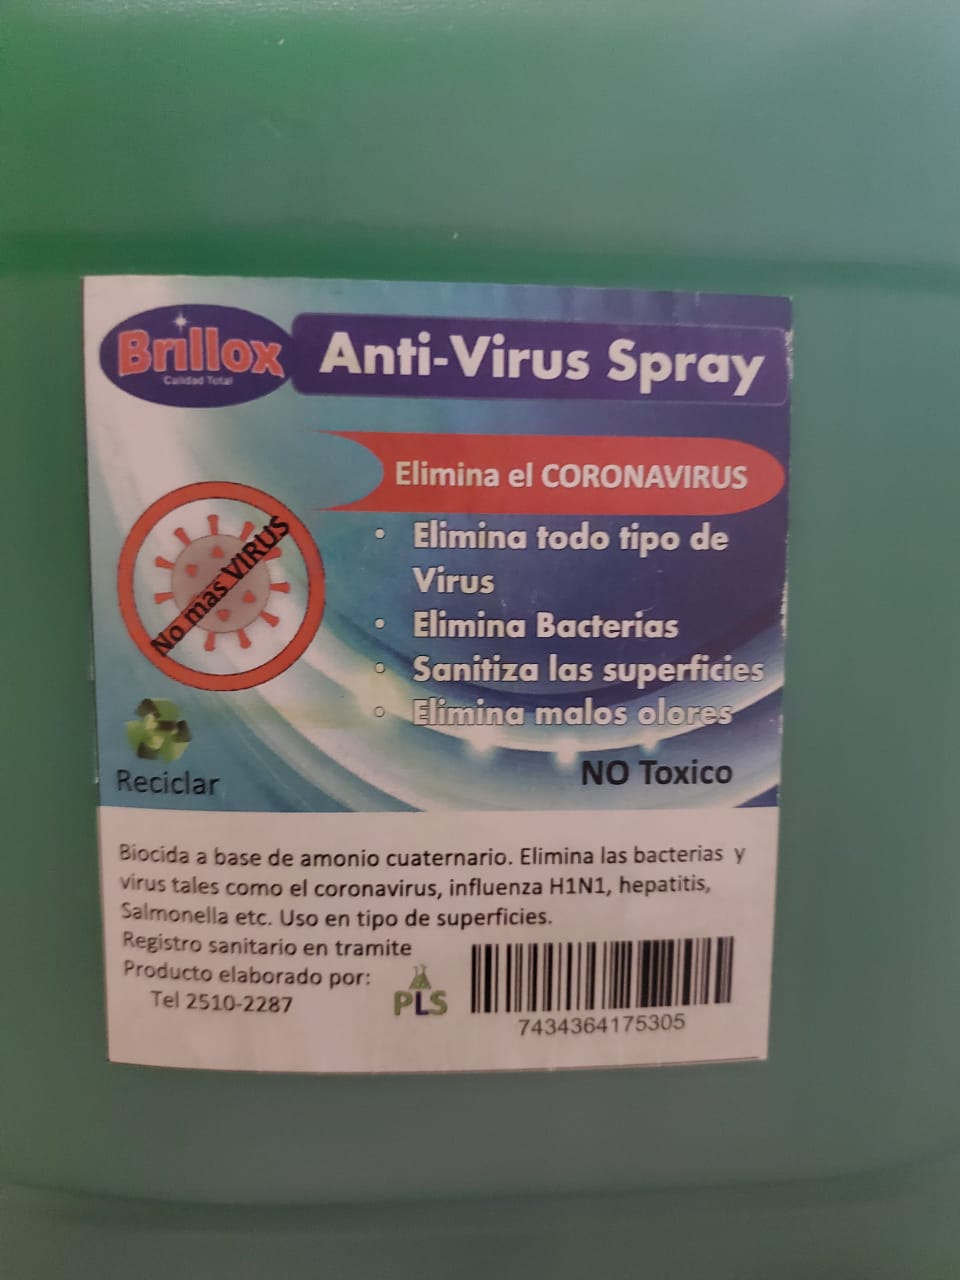 Brillox
Calidad Total
Anti-Virus Spray
Elimina el CORONAVIRUS
• Elimina todo tipo de
Virus
• Elimina Bacterias
• Sanitiza las superficies
• Elimina malos olores
No mas VIRUS
Reciclar
NO Toxico
Biocida a base de amonio cuaternario. Elimina las bacterias y
virus tales como el coronavirus, influenza H1N1, hepatitis,
Salmonella etc. Uso en tipo de superficies.
Registro sanitario en tramite
Producto elaborado por:
Tel 2510-2287
PLS
7434364175305